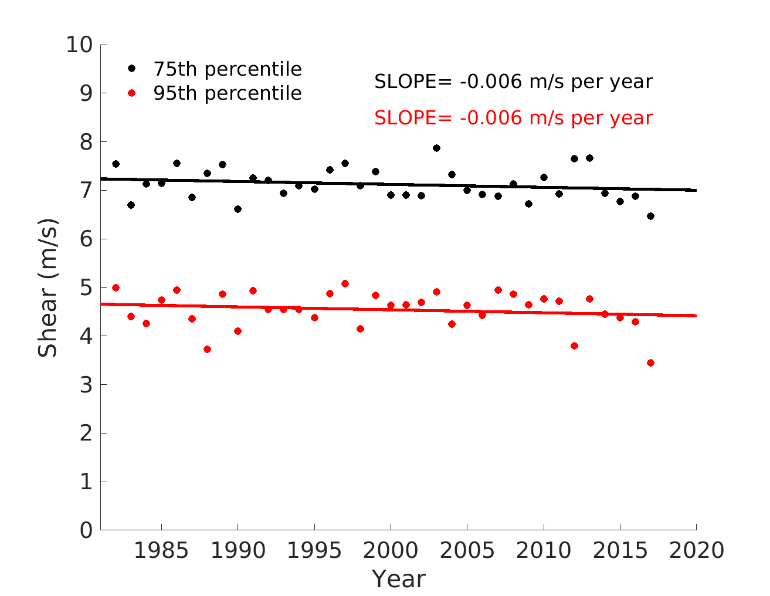 10
9
8
7
6
5
4
3
2
1
0
Shear (m/s)
75th percentile
95th percentile
SLOPE= -0.006 m/s per year
SLOPE= -0.006 m/s per year
1985 1990 1995 2000 2005 2010 2015 2020
Year